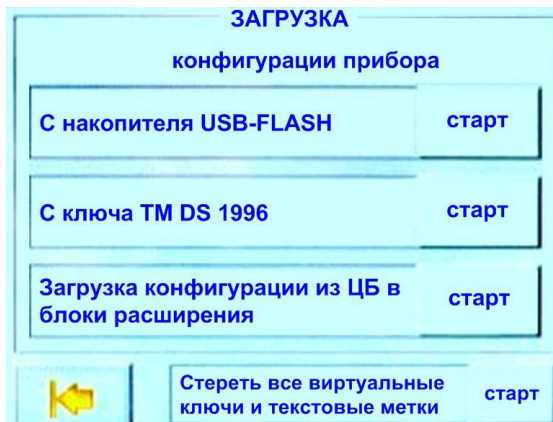 ЗАГРУЗКА
конфигурации прибора
С накопителя USB-FLASH
старт
С ключа ТМ DS 1996
старт
Загрузка конфигурации из ЦБ в
блоки расширения
старт
Стереть все виртуальные
ключи и текстовые метки
старт